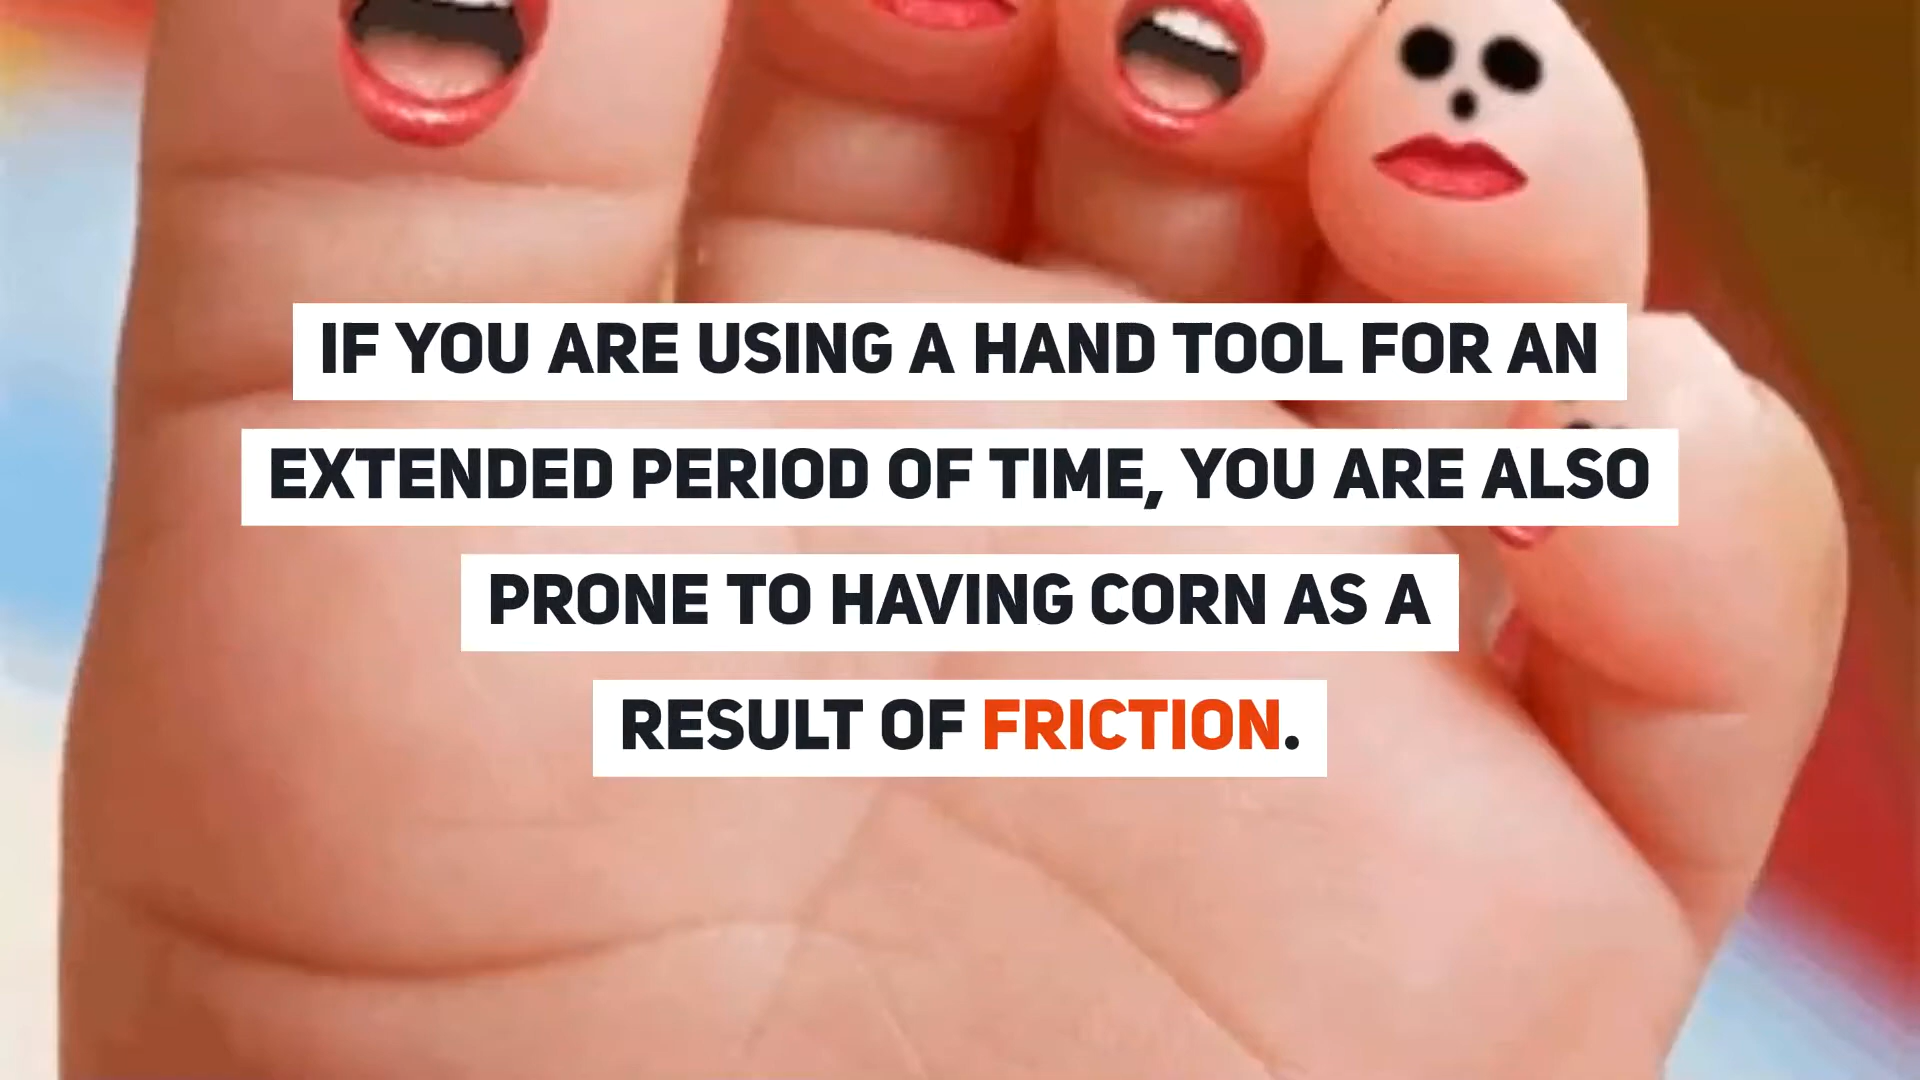 IF YOU ARE USING A HAND TOOL FOR AN
EXTENDED PERIOD OF TIME, YOU ARE ALSO
PRONE TO HAVING CORN AS A
RESULT OF FRICTION.